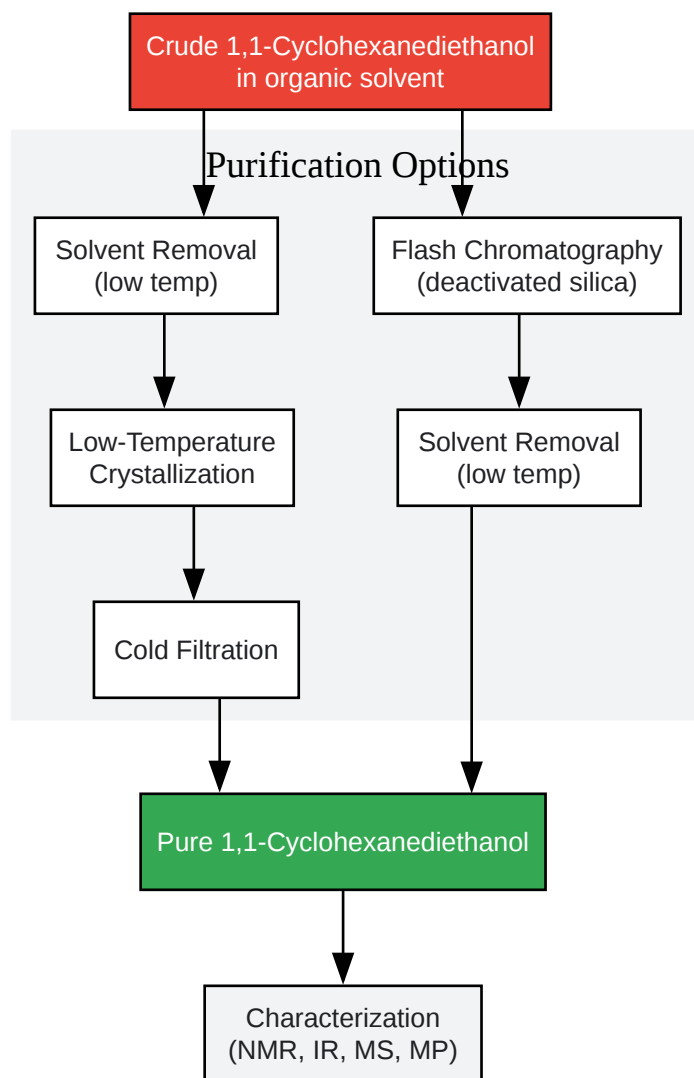 Crude 1,1-Cyclohexanediethanol
in organic solvent
Purification Options
Solvent Removal
(low temp)
Flash Chromatography
(deactivated silica)
Low-Temperature
Crystallization
Solvent Removal
(low temp)
Cold Filtration
Pure 1,1-Cyclohexanediethanol
Characterization
(NMR, IR, MS, MP)